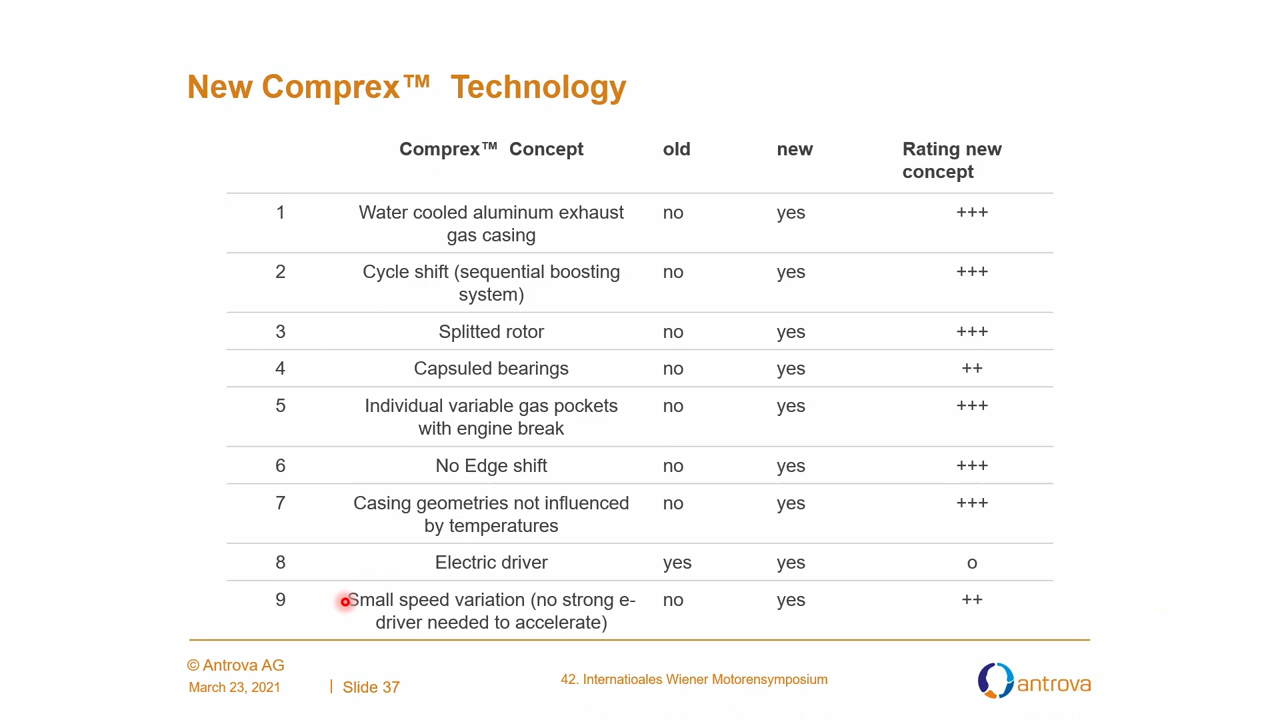 New Comprex™ Technology
Comprex™ Concept old new Rating new
concept
1 Water cooled aluminum exhaust no yes +++
gas casing
2 Cycle shift (sequential boosting no yes +++
system)
3 Splitted rotor no yes +++
4 Capsuled bearings no yes ++
5 Individual variable gas pockets no yes +++
with engine break
6 No Edge shift no yes +++
7 Casing geometries not influenced no yes +++
by temperatures
8 Electric driver yes yes o
9 Small speed variation (no strong e- no yes ++
driver needed to accelerate)
© Antrova AG
March 23, 2021 | Slide 37 42. Internatioales Wiener Motorensymposium antrova